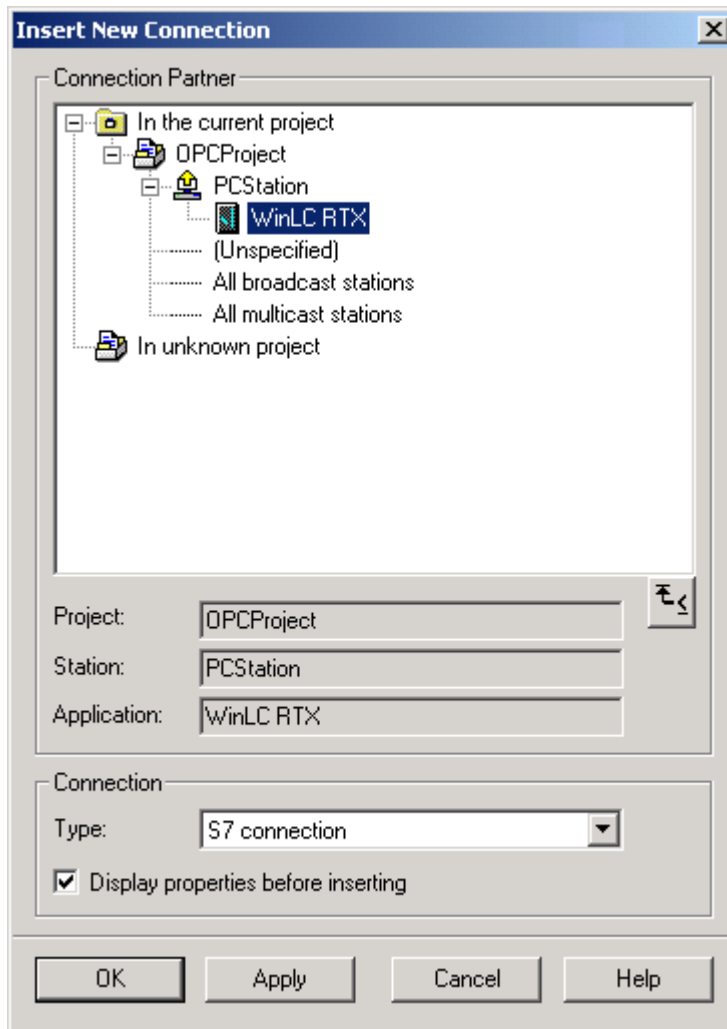 Insert New Connection
Connection Partner
In the current project
OPCProject
PCStation
WinLC RTX
(Unspecified)
All broadcast stations
All multicast stations
In unknown project
Project: OPCProject
Station: PCStation
Application: WinLC RTX
Connection
Type: S7 connection
Display properties before inserting
OK Apply Cancel Help